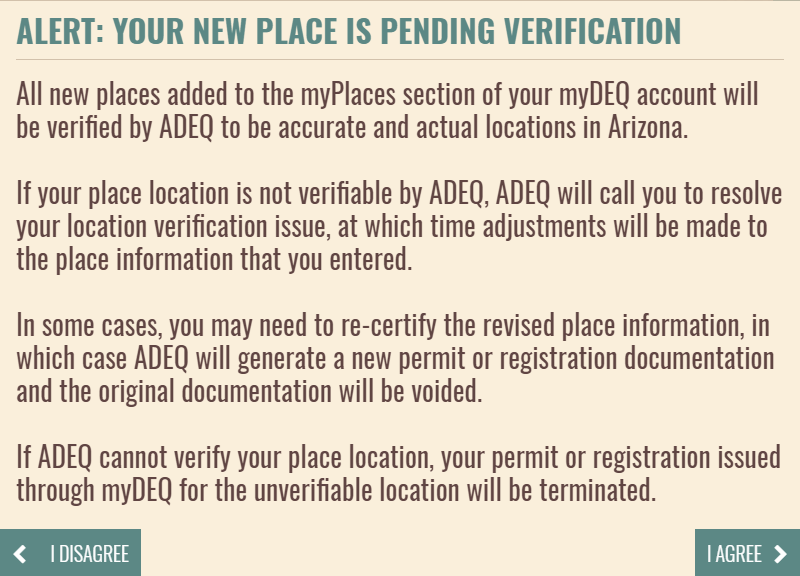 ALERT: YOUR NEW PLACE IS PENDING VERIFICATION
All new places added to the myPlaces section of your myDEQ account will
be verified by ADEQ to be accurate and actual locations in Arizona.
If your place location is not verifiable by ADEQ, ADEQ will call you to resolve
your location verification issue, at which time adjustments will be made to
the place information that you entered.
In some cases, you may need to re-certify the revised place information, in
which case ADEQ will generate a new permit or registration documentation
and the original documentation will be voided.
If ADEQ cannot verify your place location, your permit or registration issued
through myDEQ for the unverifiable location will be terminated.
I DISAGREE
I AGREE